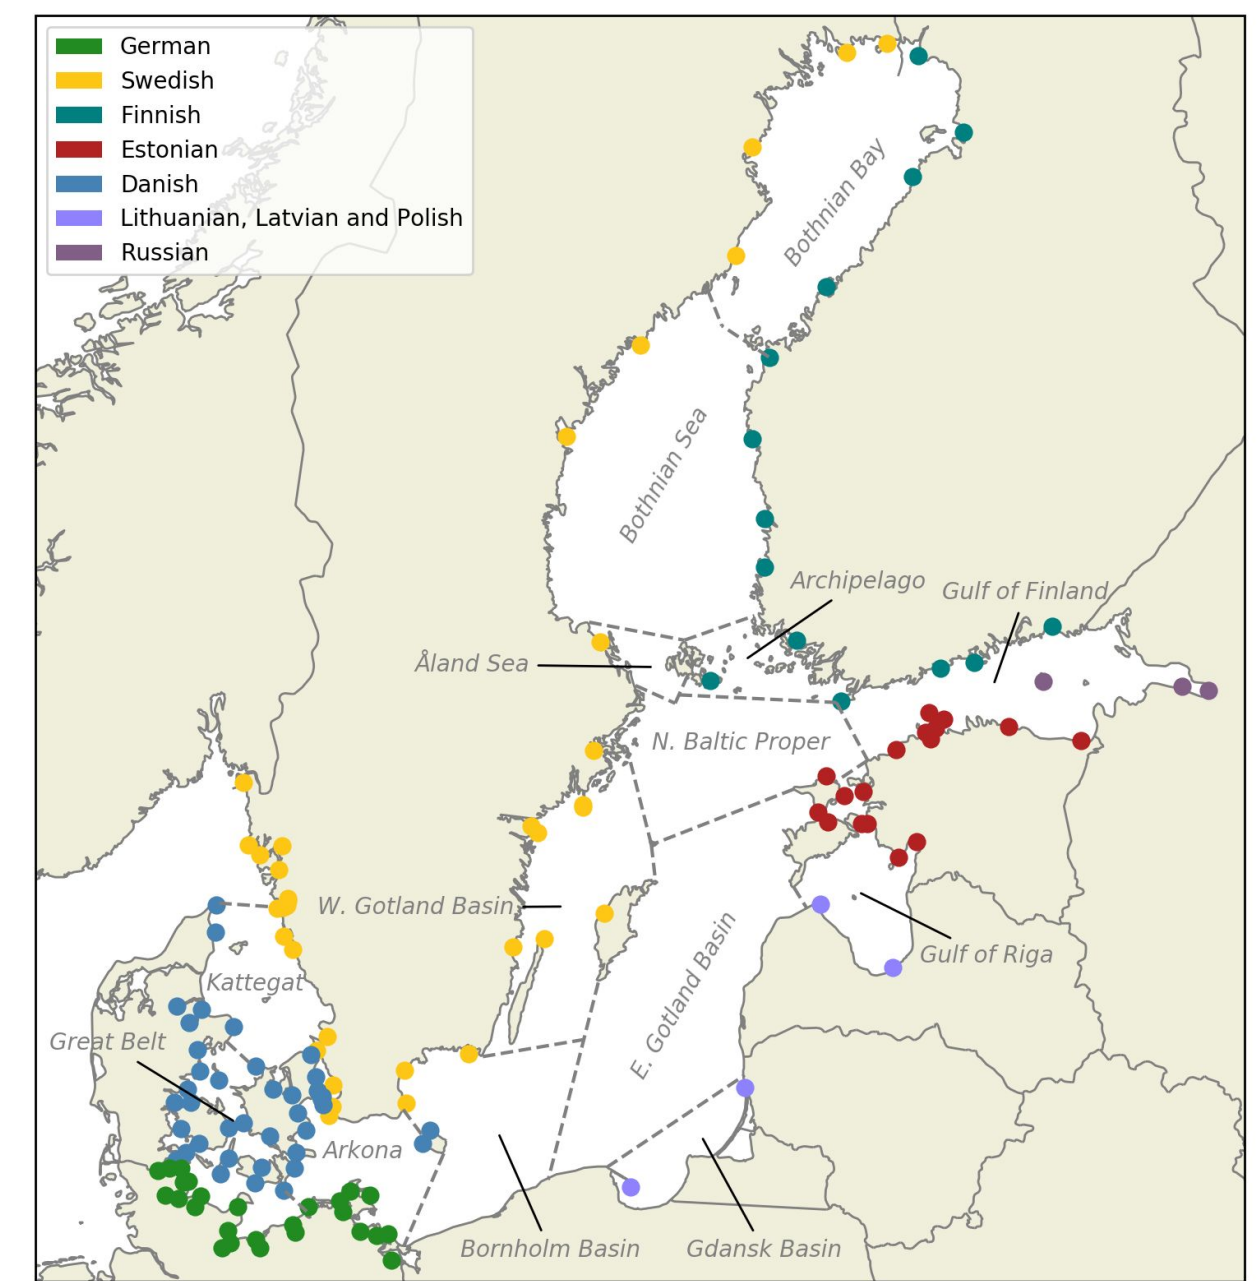 German
Swedish
Finnish
Estonian
Danish
Lithuanian, Latvian and Polish
Russian
Bothnian Bay
Bothnian Sea
Archipelago
Gulf of Finland
Åland Sea
N. Baltic Proper
W. Gotland Basin
Gulf of Riga
Kattegat
E. Gotland Basin
Great Belt
Arkona
Bornholm Basin
Gdansk Basin